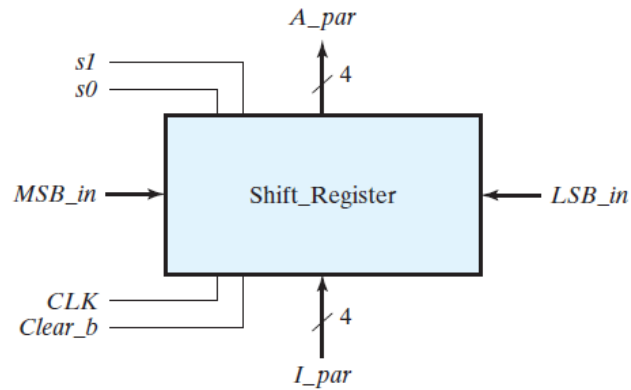 A_par
4
s1
s0
MSB_in
Shift_Register
LSB_in
CLK
Clear_b
4
I_par